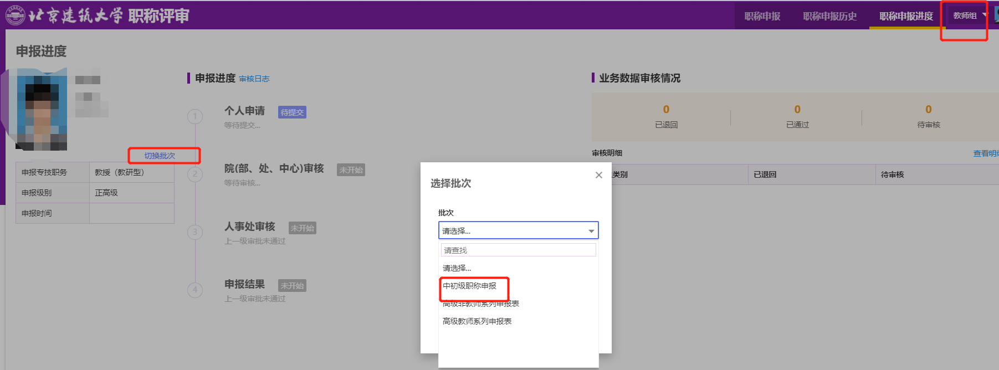 北京建筑大学 职称评审
职称申报 职称申报历史 职称申报进度 教师组
申报进度
切换批次
申报专技职务 教授（教研型）
申报级别 正高级
申报时间
申报进度 审核日志
1 个人申请 待提交
等待提交...
2 院(部、处、中心)审核 未开始
等待审核...
3 人事处审核 未开始
上一级审批未通过
4 申报结果 未开始
上一级审批未通过
业务数据审核情况
0 0 0
已退回 已通过 待审核
审核明细 查看明细
类别 已退回 待审核
选择批次
批次
请选择...
请查找
请选择...
中初级职称申报
高级非教师系列申报表
高级教师系列申报表